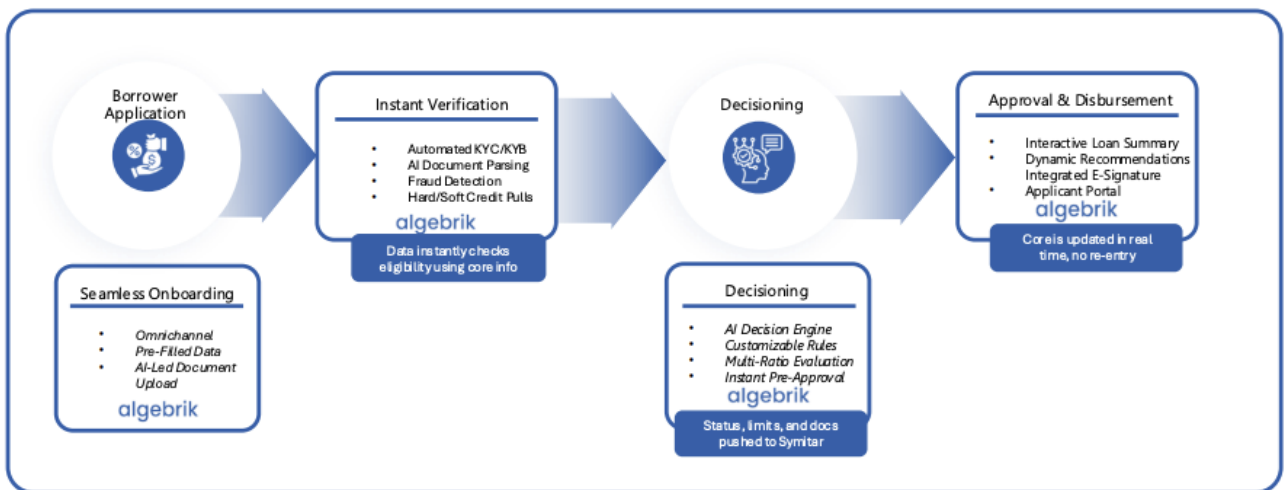 Borrower
Application
%
$
Seamless Onboarding
• Omnichannel
• Pre-Filled Data
• AI-Led Document
Upload
algebrik
Instant Verification
• Automated KYC/KYB
• AI Document Parsing
• Fraud Detection
• Hard/Soft Credit Pulls
algebrik
Data instantly checks
eligibility using core info
Decisioning
Decisioning
• AI Decision Engine
• Customizable Rules
• Multi-Ratio Evaluation
• Instant Pre-Approval
algebrik
Status, limits, and docs
pushed to Symitar
Approval & Disbursement
• Interactive Loan Summary
• Dynamic Recommendations
Integrated E-Signature
• Applicant Portal
algebrik
Core is updated in real
time, no re-entry